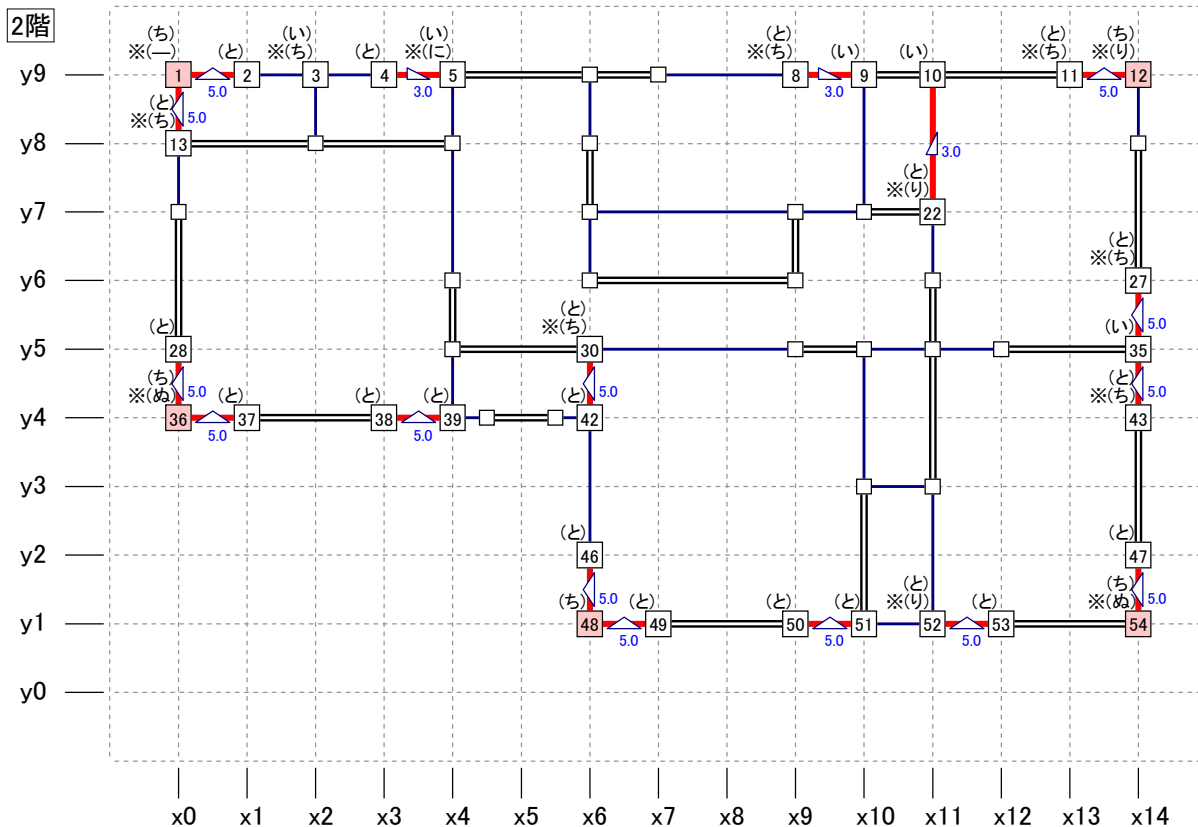 2階
(ち) (い) (い) (と) (と) (ち)
※(―) (と) ※(ち) (と) ※(に) ※(ち) (い) (い) ※(ち) ※(り)
y9 1 2 3 4 5 8 9 10 11 12
5.0 3.0 3.0 5.0
(と)
※(ち) 5.0
y8 13 3.0
(と)
※(り)
y7 22
(と)
※(ち)
y6 27
(と) (と)
※(ち) (い) 5.0
y5 28 30 35
(ち) 5.0 5.0 (と) 5.0
※(ぬ) (と) (と) (と) (と) ※(ち)
y4 36 37 38 39 42 43
5.0 5.0
y3
(と) (と)
y2 46 47
(と) (ち)
(ち) 5.0 (と) (と) (と) ※(り) (と) ※(ぬ) 5.0
y1 48 49 50 51 52 53 54
5.0 5.0 5.0
y0
x0 x1 x2 x3 x4 x5 x6 x7 x8 x9 x10 x11 x12 x13 x14